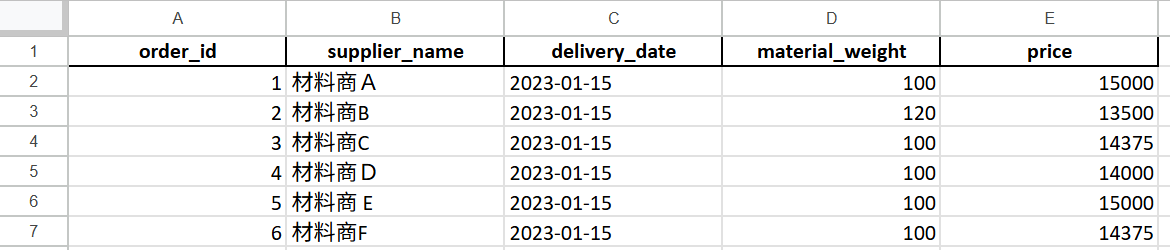 A B C D E
1 order_id supplier_name delivery_date material_weight price
2 1 材料商Ａ 2023-01-15 100 15000
3 2 材料商B 2023-01-15 120 13500
4 3 材料商C 2023-01-15 100 14375
5 4 材料商Ｄ 2023-01-15 100 14000
6 5 材料商Ｅ 2023-01-15 100 15000
7 6 材料商F 2023-01-15 100 14375